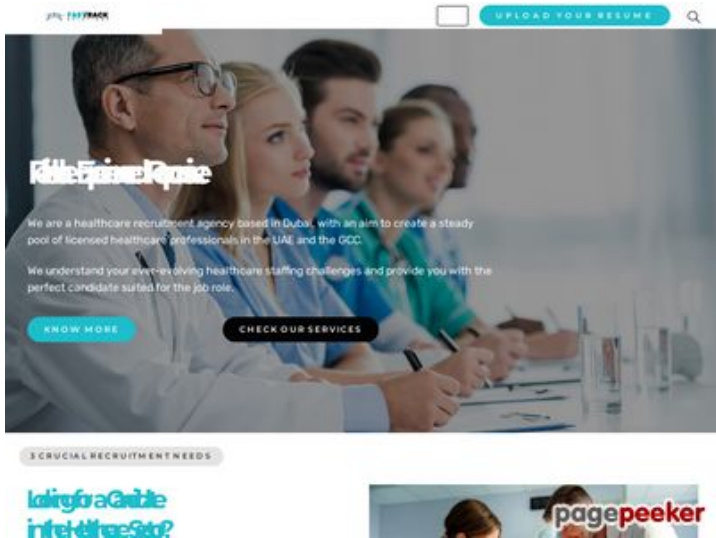 FASTTRACK
UPLOAD YOUR RESUME
We are a healthcare recruitment agency based in Dubai, with an aim to create a steady
pool of licensed healthcare professionals in the UAE and the GCC.
We understand your ever-evolving healthcare staffing challenges and provide you with the
perfect candidate suited for the job role.
KNOW MORE
CHECK OUR SERVICES
3 CRUCIAL RECRUITMENT NEEDS
pagepeeker